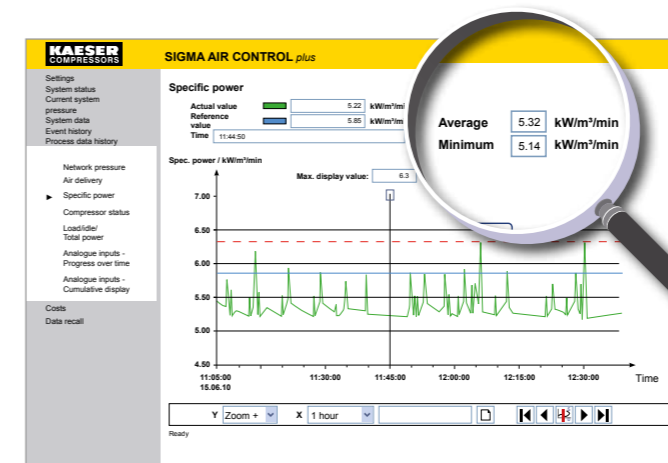 KAESER
COMPRESSORS
SIGMA AIR CONTROL plus
Settings
System status
Current system
pressure
System data
Event history
Process data history
Network pressure
Air delivery
Specific power
Compressor status
Load/idle/
Total power
Analogue inputs -
Progress over time
Analogue inputs -
Cumulative display
Costs
Data recall
Specific power
Actual value 5.22 kW/m³/mi
Reference
value 5.85 kW/m³/m
Time 11:44:50
Average 5.32 kW/m³/min
Minimum 5.14 kW/m³/min
Spec. power / kW/m³/min
Max. display value: 6.3
7.00
6.50
6.00
5.50
5.00
4.50
11:05:00 11:30:00 11:45:00 12:00:00 12:15:00 12:30:00 Time
15.06.10
Y Zoom + X 1 hour
Ready